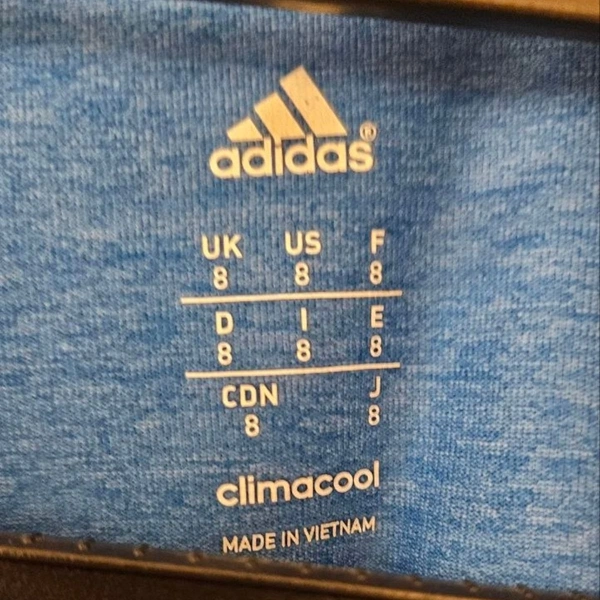 adidas®
UK US F
8 8 8
D I E
8 8 8
CDN J
8 8
climacool
MADE IN VIETNAM